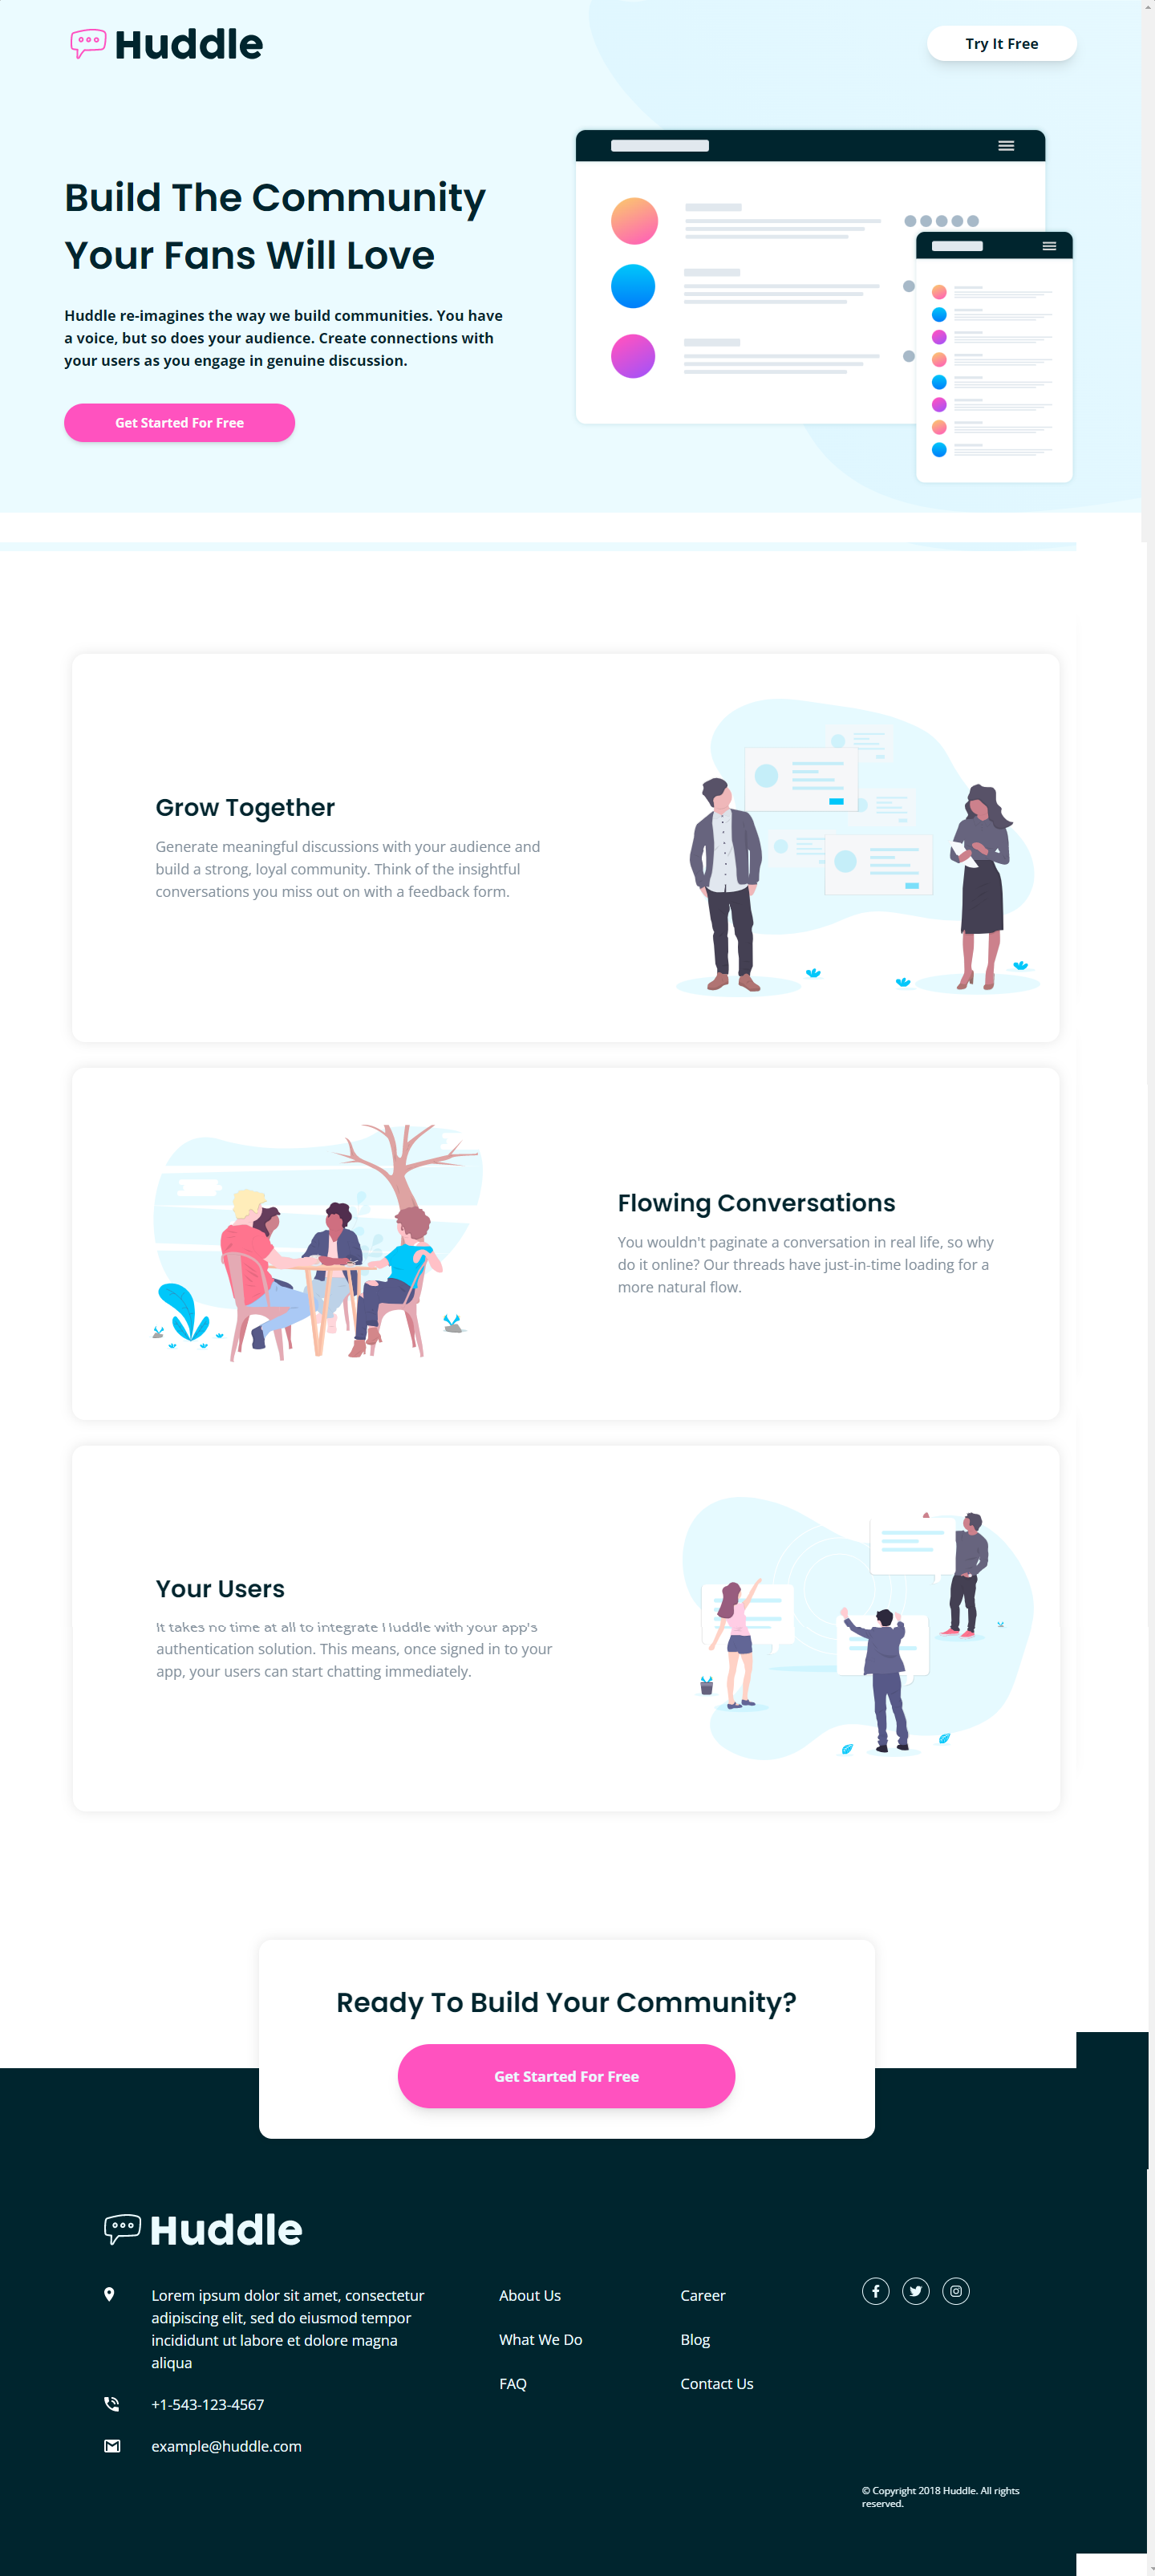 Huddle
Try It Free
Build The Community
Your Fans Will Love
Huddle re-imagines the way we build communities. You have
a voice, but so does your audience. Create connections with
your users as you engage in genuine discussion.
Get Started For Free
Grow Together
Generate meaningful discussions with your audience and
build a strong, loyal community. Think of the insightful
conversations you miss out on with a feedback form.
Flowing Conversations
You wouldn't paginate a conversation in real life, so why
do it online? Our threads have just-in-time loading for a
more natural flow.
Your Users
It takes no time at all to integrate Huddle with your app's
authentication solution. This means, once signed in to your
app, your users can start chatting immediately.
Ready To Build Your Community?
Get Started For Free
Huddle
Lorem ipsum dolor sit amet, consectetur
adipiscing elit, sed do eiusmod tempor
incididunt ut labore et dolore magna
aliqua
+1-543-123-4567
example@huddle.com
About Us
What We Do
FAQ
Career
Blog
Contact Us
© Copyright 2018 Huddle. All rights
reserved.